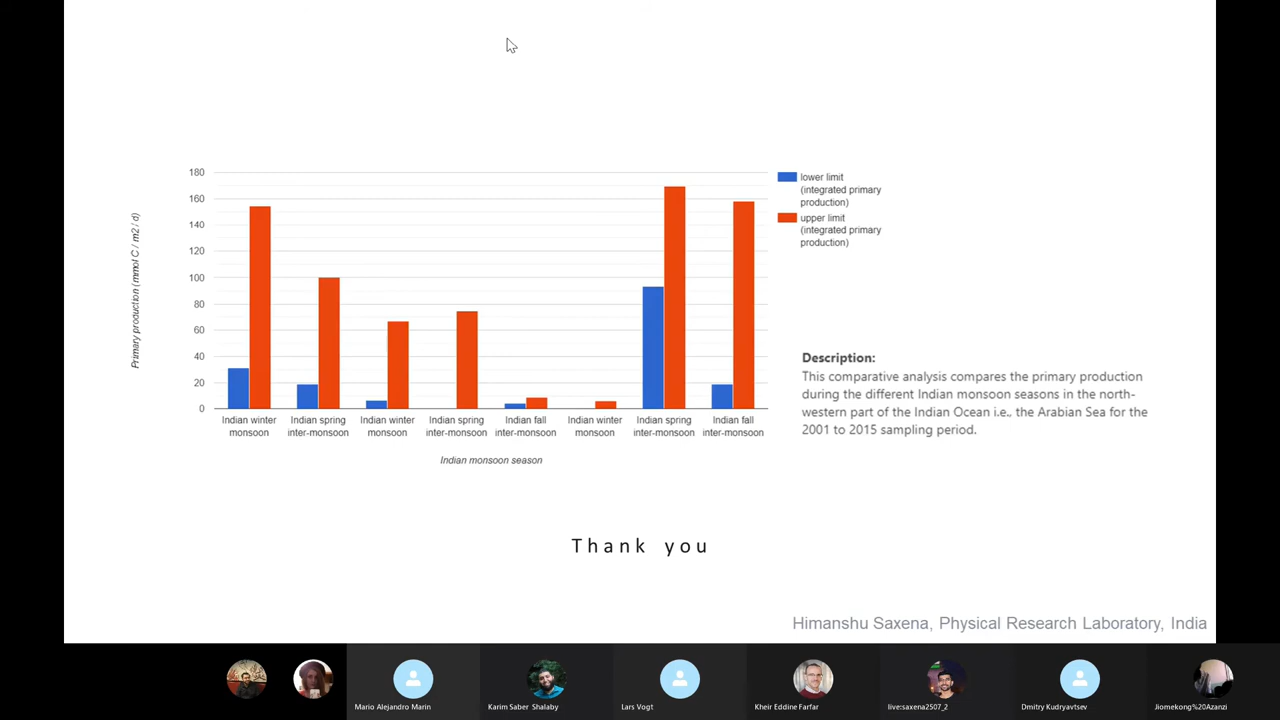 180
160
140
120
100
80
60
40
20
0
Primary production (mmol C / m2 / d)
Indian winter
monsoon
Indian spring
inter-monsoon
Indian winter
monsoon
Indian spring
inter-monsoon
Indian fall
inter-monsoon
Indian winter
monsoon
Indian spring
inter-monsoon
Indian fall
inter-monsoon
Indian monsoon season
lower limit
(integrated primary
production)
upper limit
(integrated primary
production)
Description:
This comparative analysis compares the primary production
during the different Indian monsoon seasons in the north-
western part of the Indian Ocean i.e., the Arabian Sea for the
2001 to 2015 sampling period.
Thank you
Himanshu Saxena, Physical Research Laboratory, India
Mario Alejandro Marin
Karim Saber Shalaby
Lars Vogt
Kheir Eddine Farfar
live:saxena2507_2
Dmitry Kudryavtsev
Jiomekong%20Azanzi